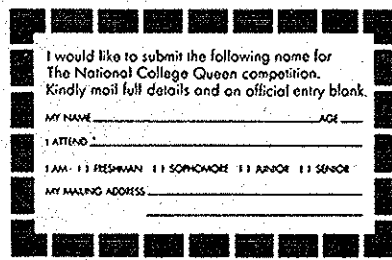 I would like to submit the following name for
The National College Queen competition.
Kindly mail full details and an official entry blank.
MY NAME AGE
I ATTEND
I AM - [ ] FRESHMAN [ ] SOPHOMORE [ ] JUNIOR [ ] SENIOR
MY MAILING ADDRESS